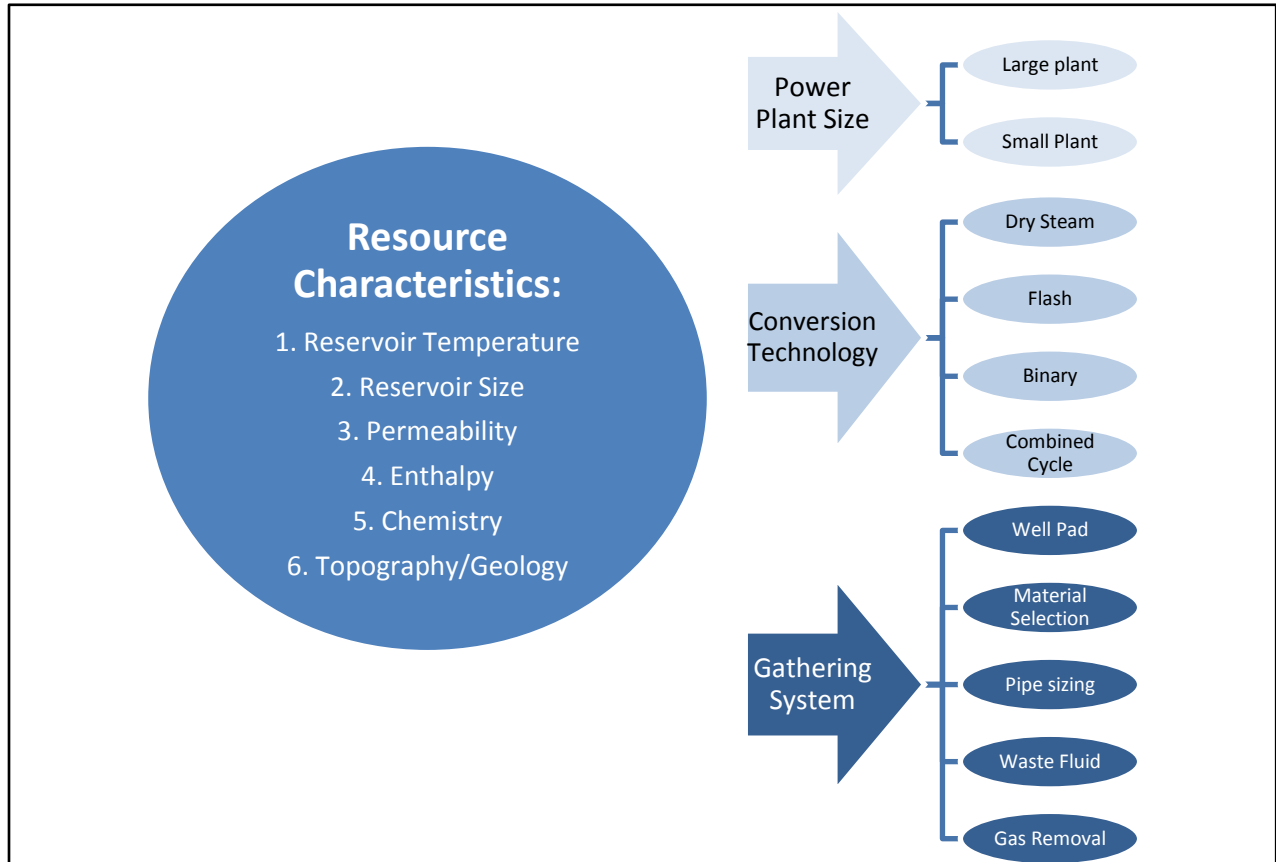 Resource
Characteristics:
1. Reservoir Temperature
2. Reservoir Size
3. Permeability
4. Enthalpy
5. Chemistry
6. Topography/Geology
Power
Plant Size
Large plant
Small Plant
Conversion
Technology
Dry Steam
Flash
Binary
Combined
Cycle
Gathering
System
Well Pad
Material
Selection
Pipe sizing
Waste Fluid
Gas Removal